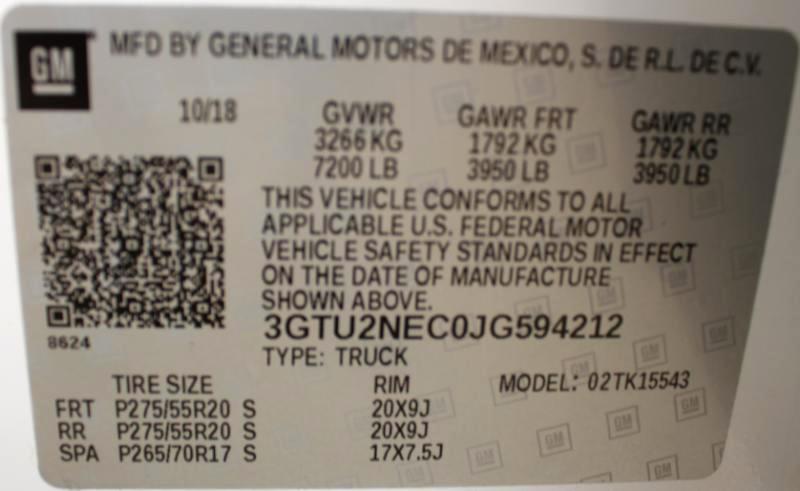 GM MFD BY GENERAL MOTORS DE MEXICO, S. DE R.L. DE C.V.
10/18 GVWR GAWR FRT GAWR RR
3266 KG 1792 KG 1792 KG
7200 LB 3950 LB 3950 LB
THIS VEHICLE CONFORMS TO ALL
APPLICABLE U.S. FEDERAL MOTOR
VEHICLE SAFETY STANDARDS IN EFFECT
ON THE DATE OF MANUFACTURE
SHOWN ABOVE.
3GTU2NEC0JG594212
8624
TYPE: TRUCK
TIRE SIZE RIM MODEL: 02TK15543
FRT P275/55R20 S 20X9J
RR P275/55R20 S 20X9J
SPA P265/70R17 S 17X7.5J